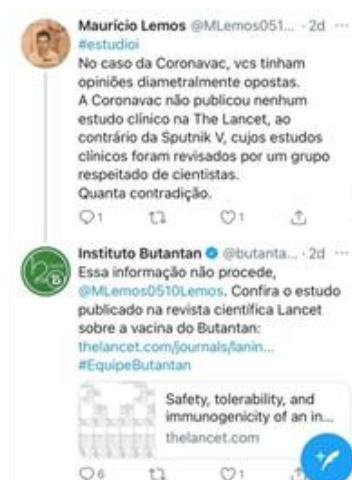 Maurício Lemos @MLemos051... · 2d ...
#estudioi
No caso da Coronavac, vcs tinham
opiniões diametralmente opostas.
A Coronavac não publicou nenhum
estudo clínico na The Lancet, ao
contrário da Sputnik V, cujos estudos
clínicos foram revisados por um grupo
respeitado de cientistas.
Quanta contradição.
1 1
Instituto Butantan @butanta... · 2d ...
Essa informação não procede,
@MLemos0510Lemos. Confira o estudo
publicado na revista científica Lancet
sobre a vacina do Butantan:
thelancet.com/journals/lanin...
#EquipeButantan
Safety, tolerability, and
immunogenicity of an in...
thelancet.com
6 1